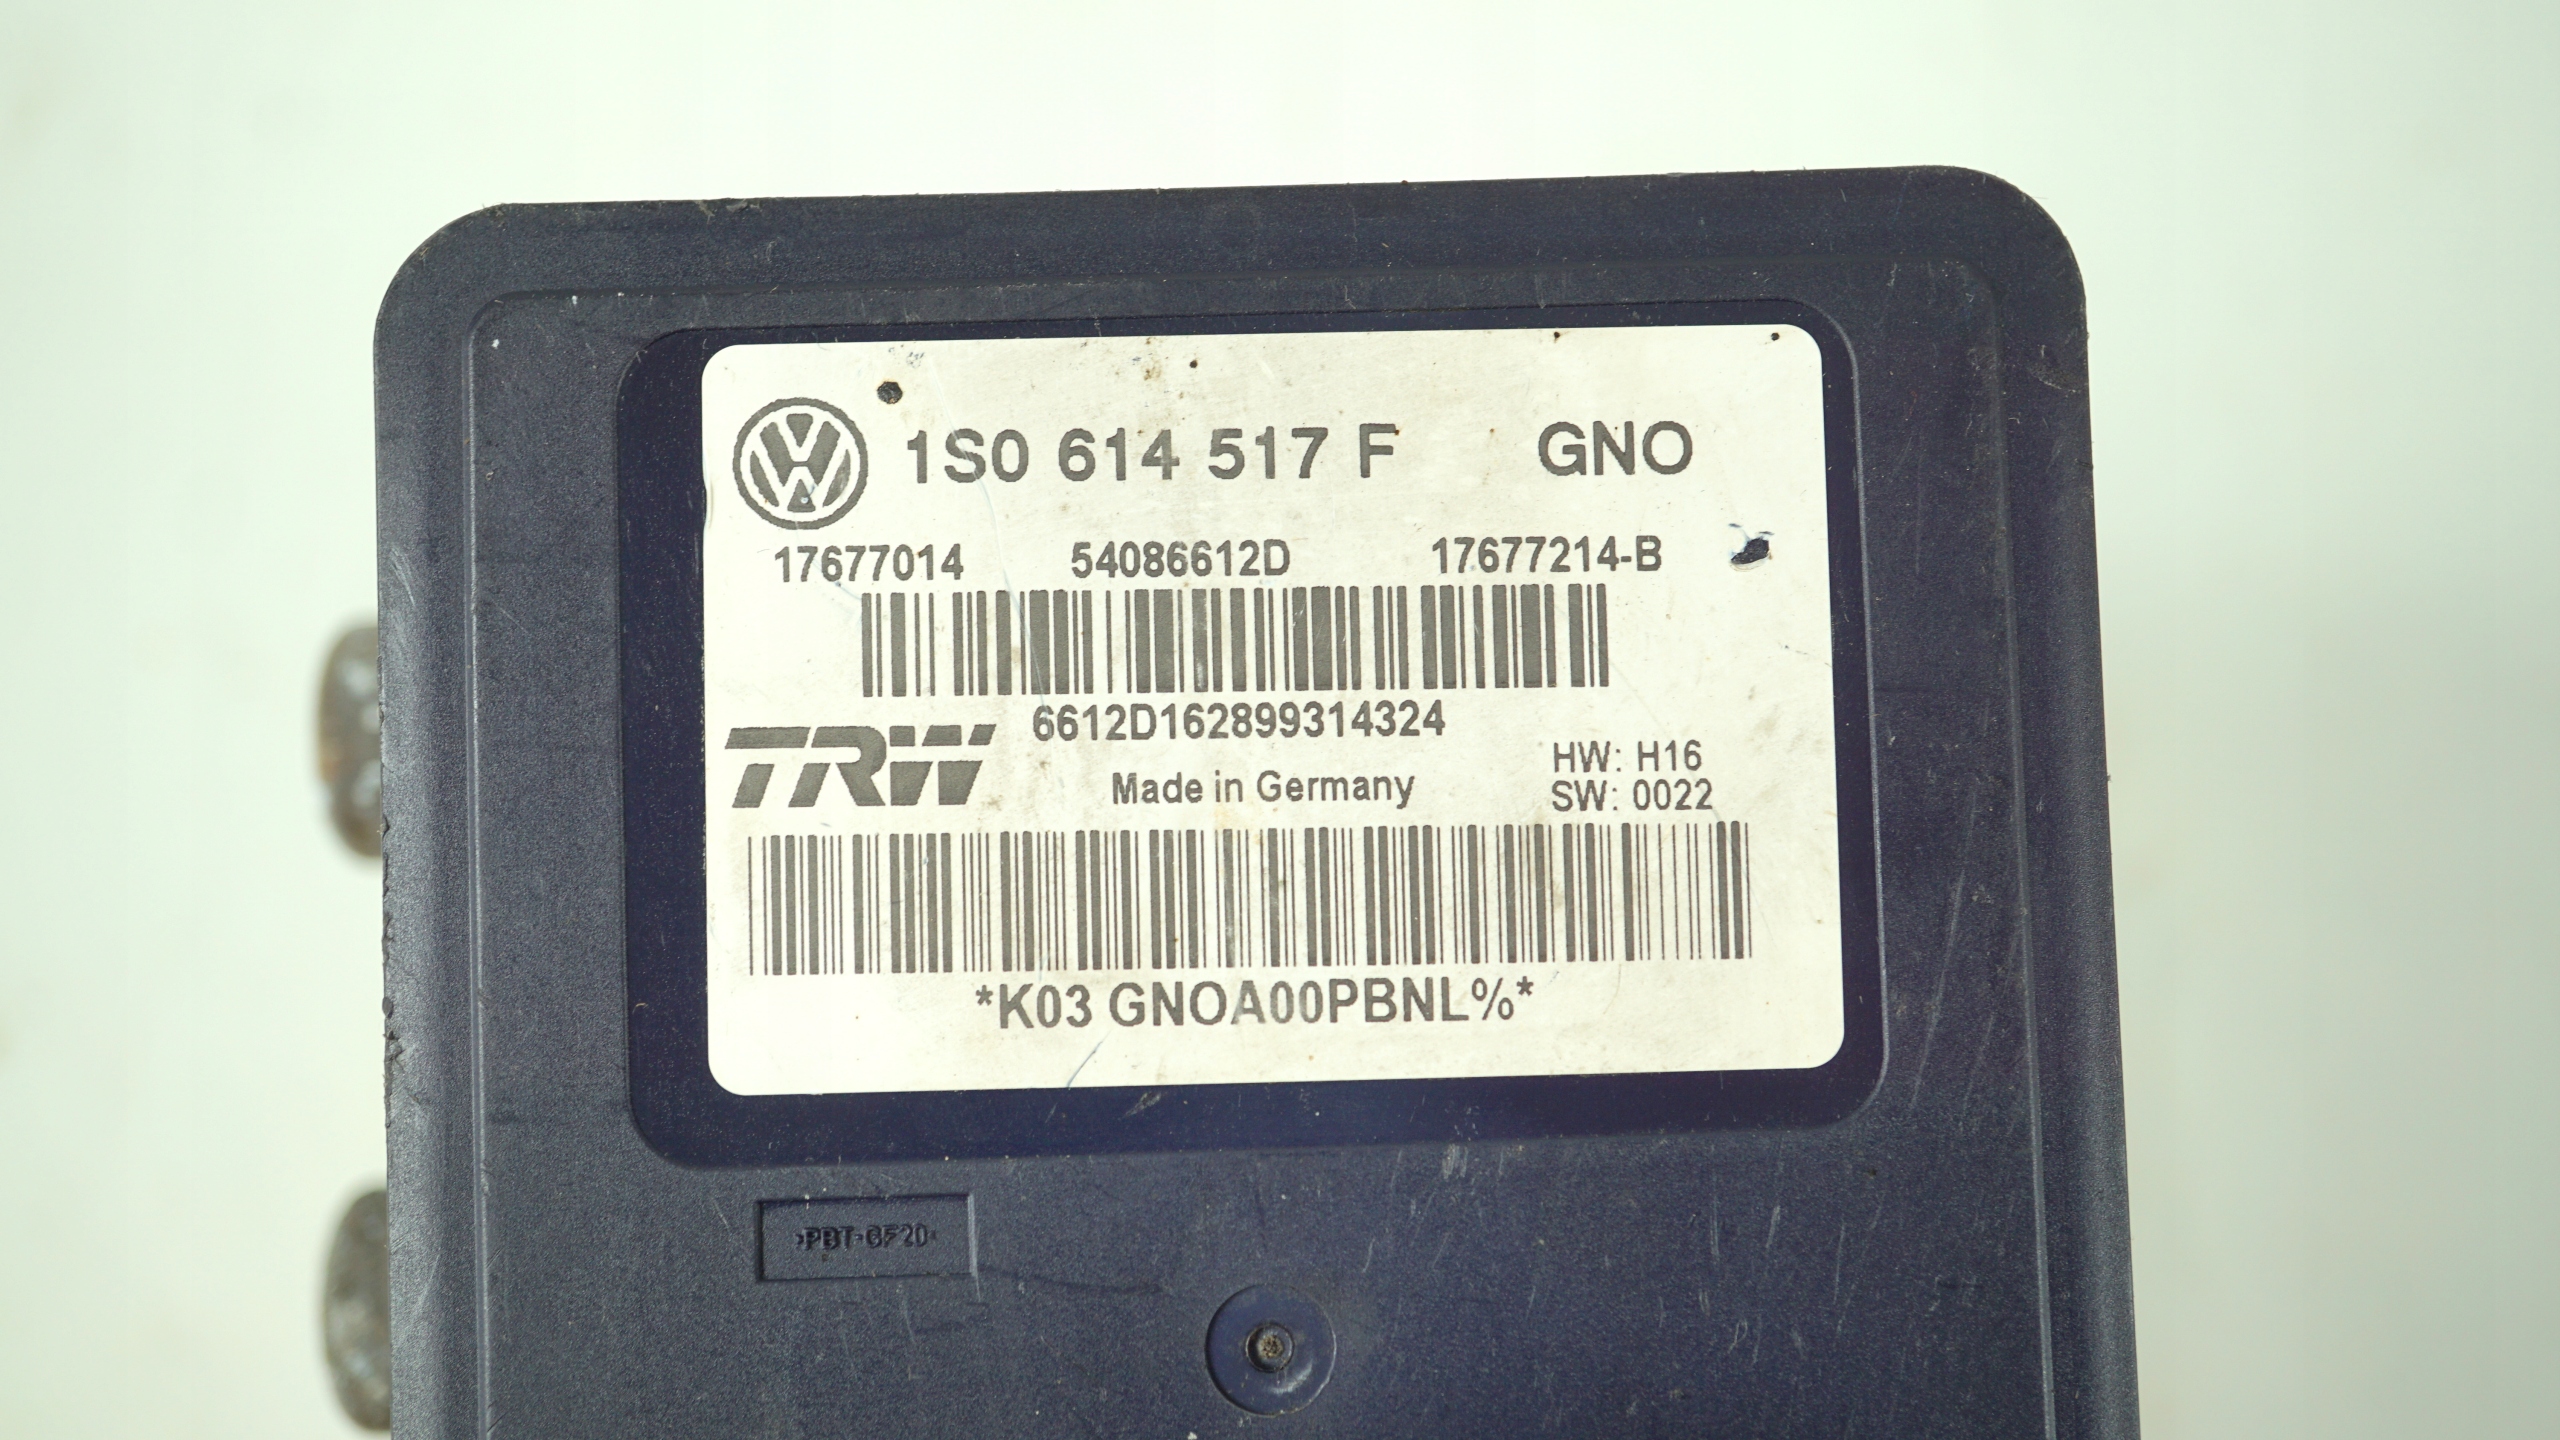 1S0 614 517 F GNO
17677014 54086612D 17677214-B
6612D162899314324
TRW
Made in Germany
HW: H16
SW: 0022
*K03 GNOA00PBNL%*
>PBT-GF20<